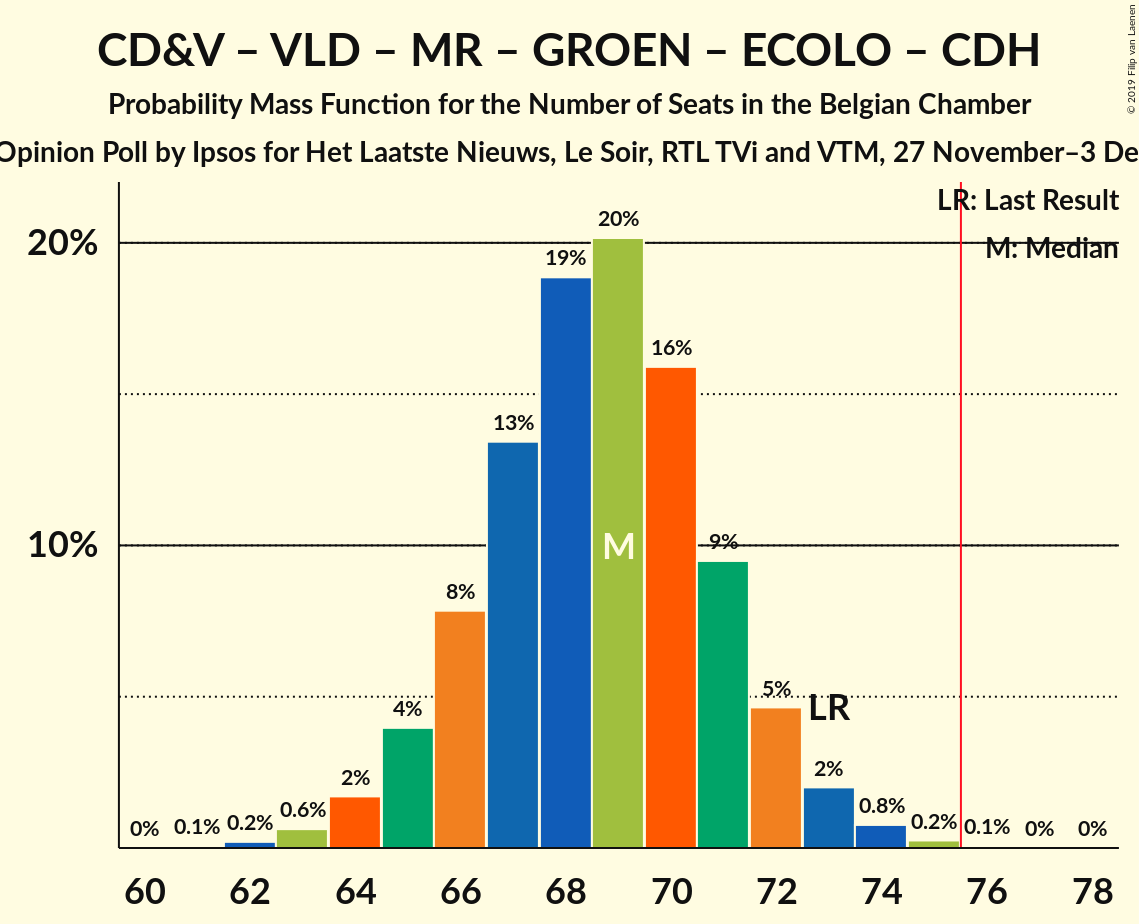 CD&V – VLD – MR – GROEN – ECOLO – CDH
Probability Mass Function for the Number of Seats in the Belgian Chamber
Opinion Poll by Ipsos for Het Laatste Nieuws, Le Soir, RTL TVi and VTM, 27 November–3 De
© 2019 Filip van Laenen
LR: Last Result
M: Median
20%
10%
0% 0.1% 0.2% 0.6% 2% 4% 8% 13% 19% 20% 16% 9% 5% 2% 0.8% 0.2% 0.1% 0% 0%
M
LR
60 62 64 66 68 70 72 74 76 78